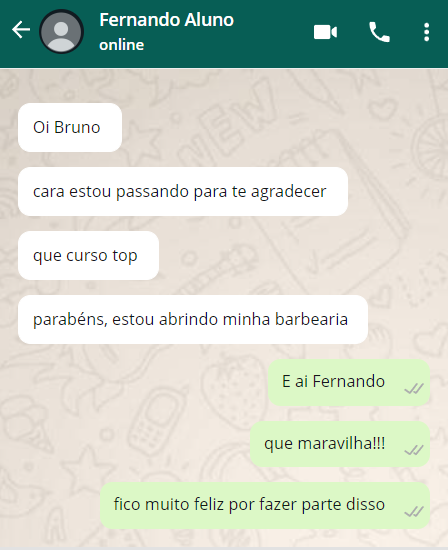 Fernando Aluno
online
Oi Bruno
cara estou passando para te agradecer
que curso top
parabéns, estou abrindo minha barbearia
E ai Fernando
que maravilha!!!
fico muito feliz por fazer parte disso